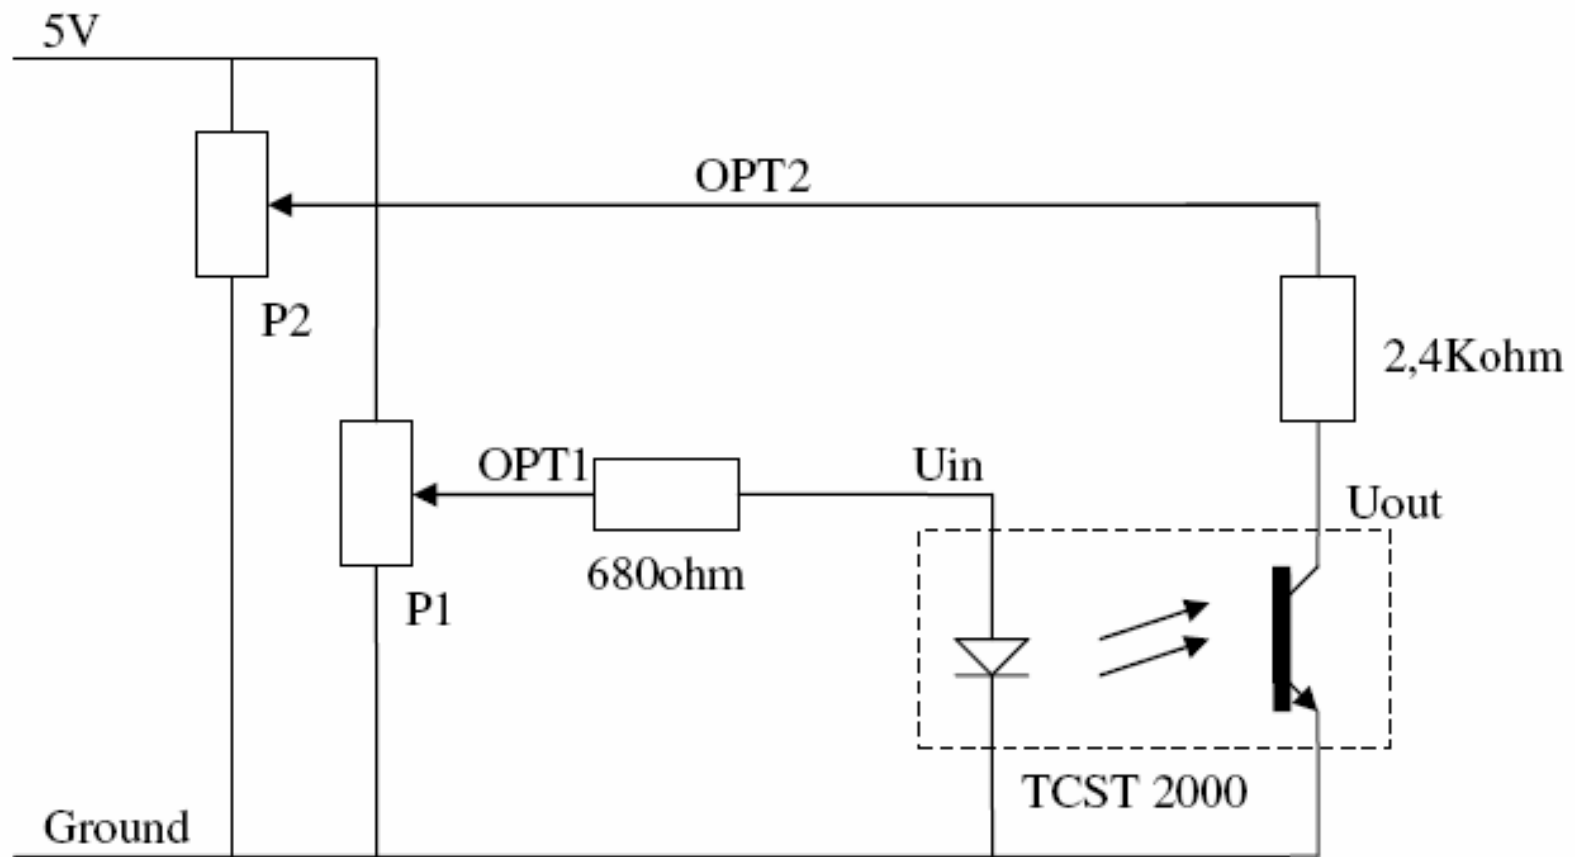 5V
OPT2
P2
2,4Kohm
OPT1
Uin
Uout
680ohm
P1
TCST 2000
Ground